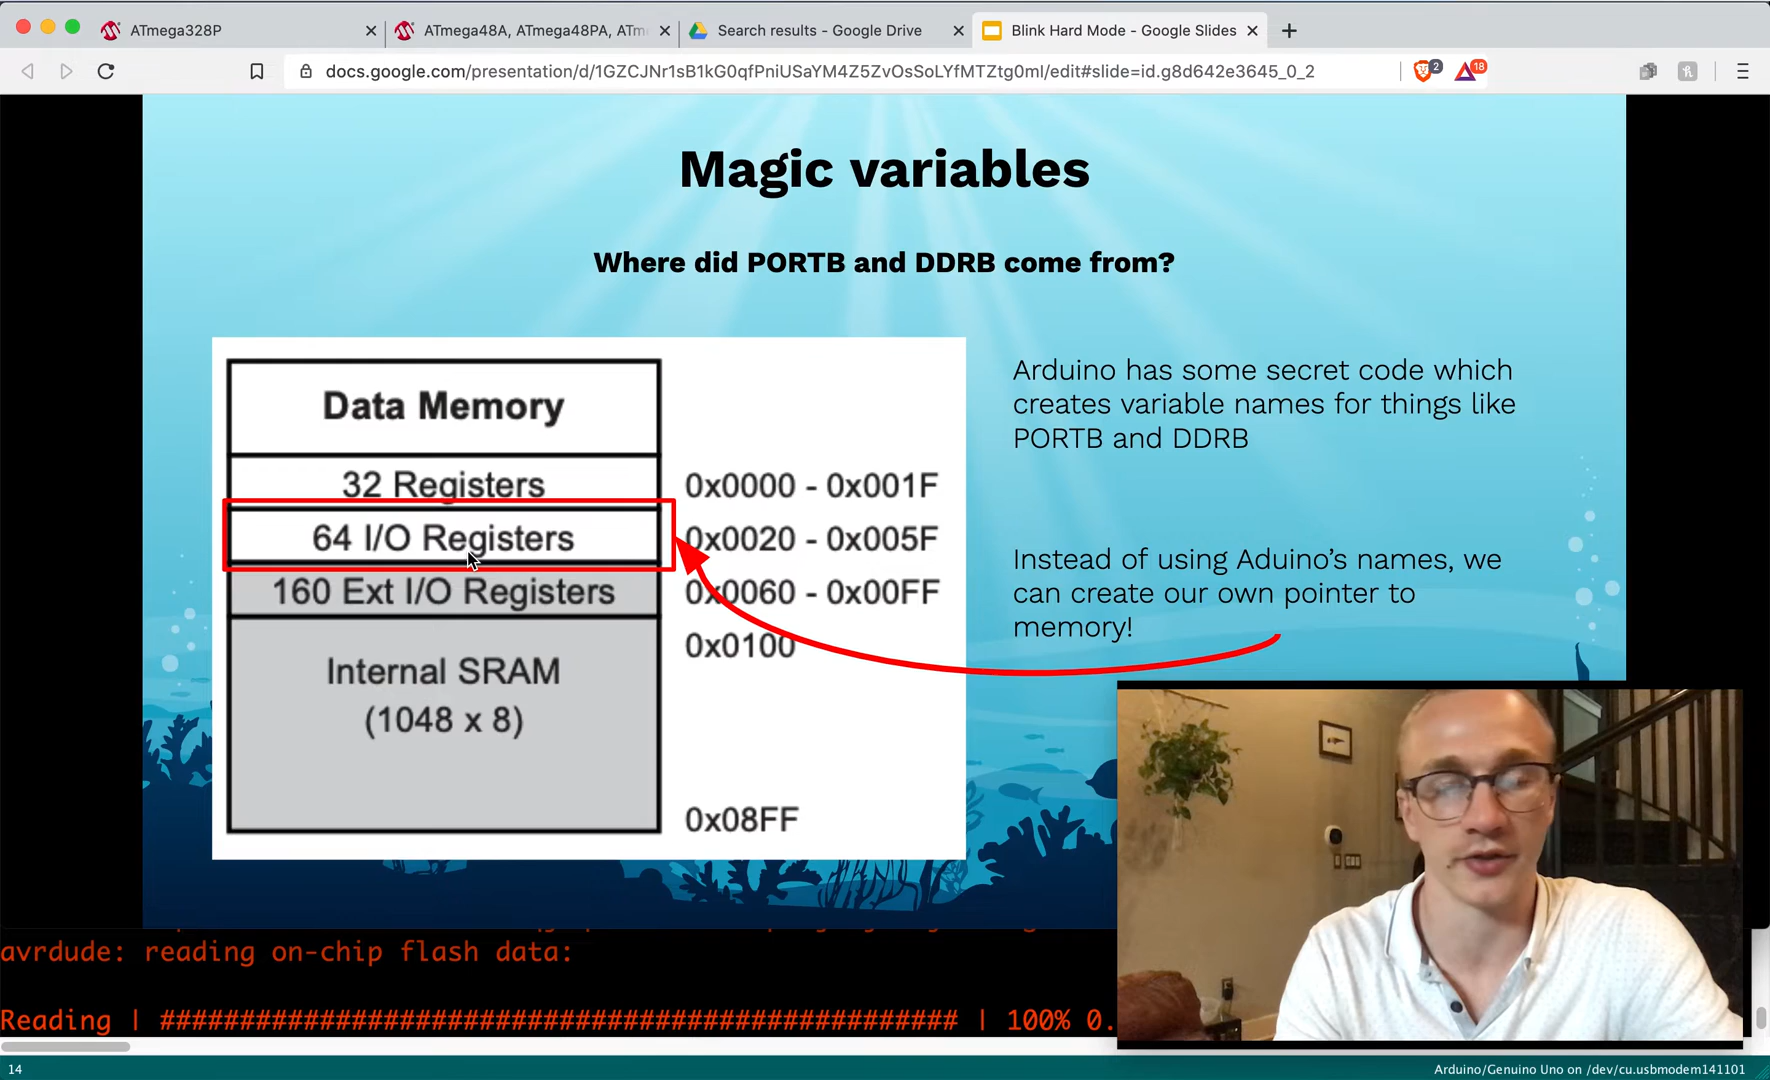 ATmega328P
ATmega48A, ATmega48PA, ATm
Search results - Google Drive
Blink Hard Mode - Google Slides
docs.google.com/presentation/d/1GZCJNr1sB1kG0qfPniUSaYM4Z5ZvOsSoLYfMTZtg0mI/edit#slide=id.g8d642e3645_0_2
2
18
Magic variables
Where did PORTB and DDRB come from?
Data Memory
32 Registers
0x0000 - 0x001F
64 I/O Registers
0x0020 - 0x005F
160 Ext I/O Registers
0x0060 - 0x00FF
0x0100
Internal SRAM
(1048 x 8)
0x08FF
Arduino has some secret code which
creates variable names for things like
PORTB and DDRB
Instead of using Aduino's names, we
can create our own pointer to
memory!
avrdude: reading on-chip flash data:
Reading | ################################################## | 100% 0.
14
Arduino/Genuino Uno on /dev/cu.usbmodem141101